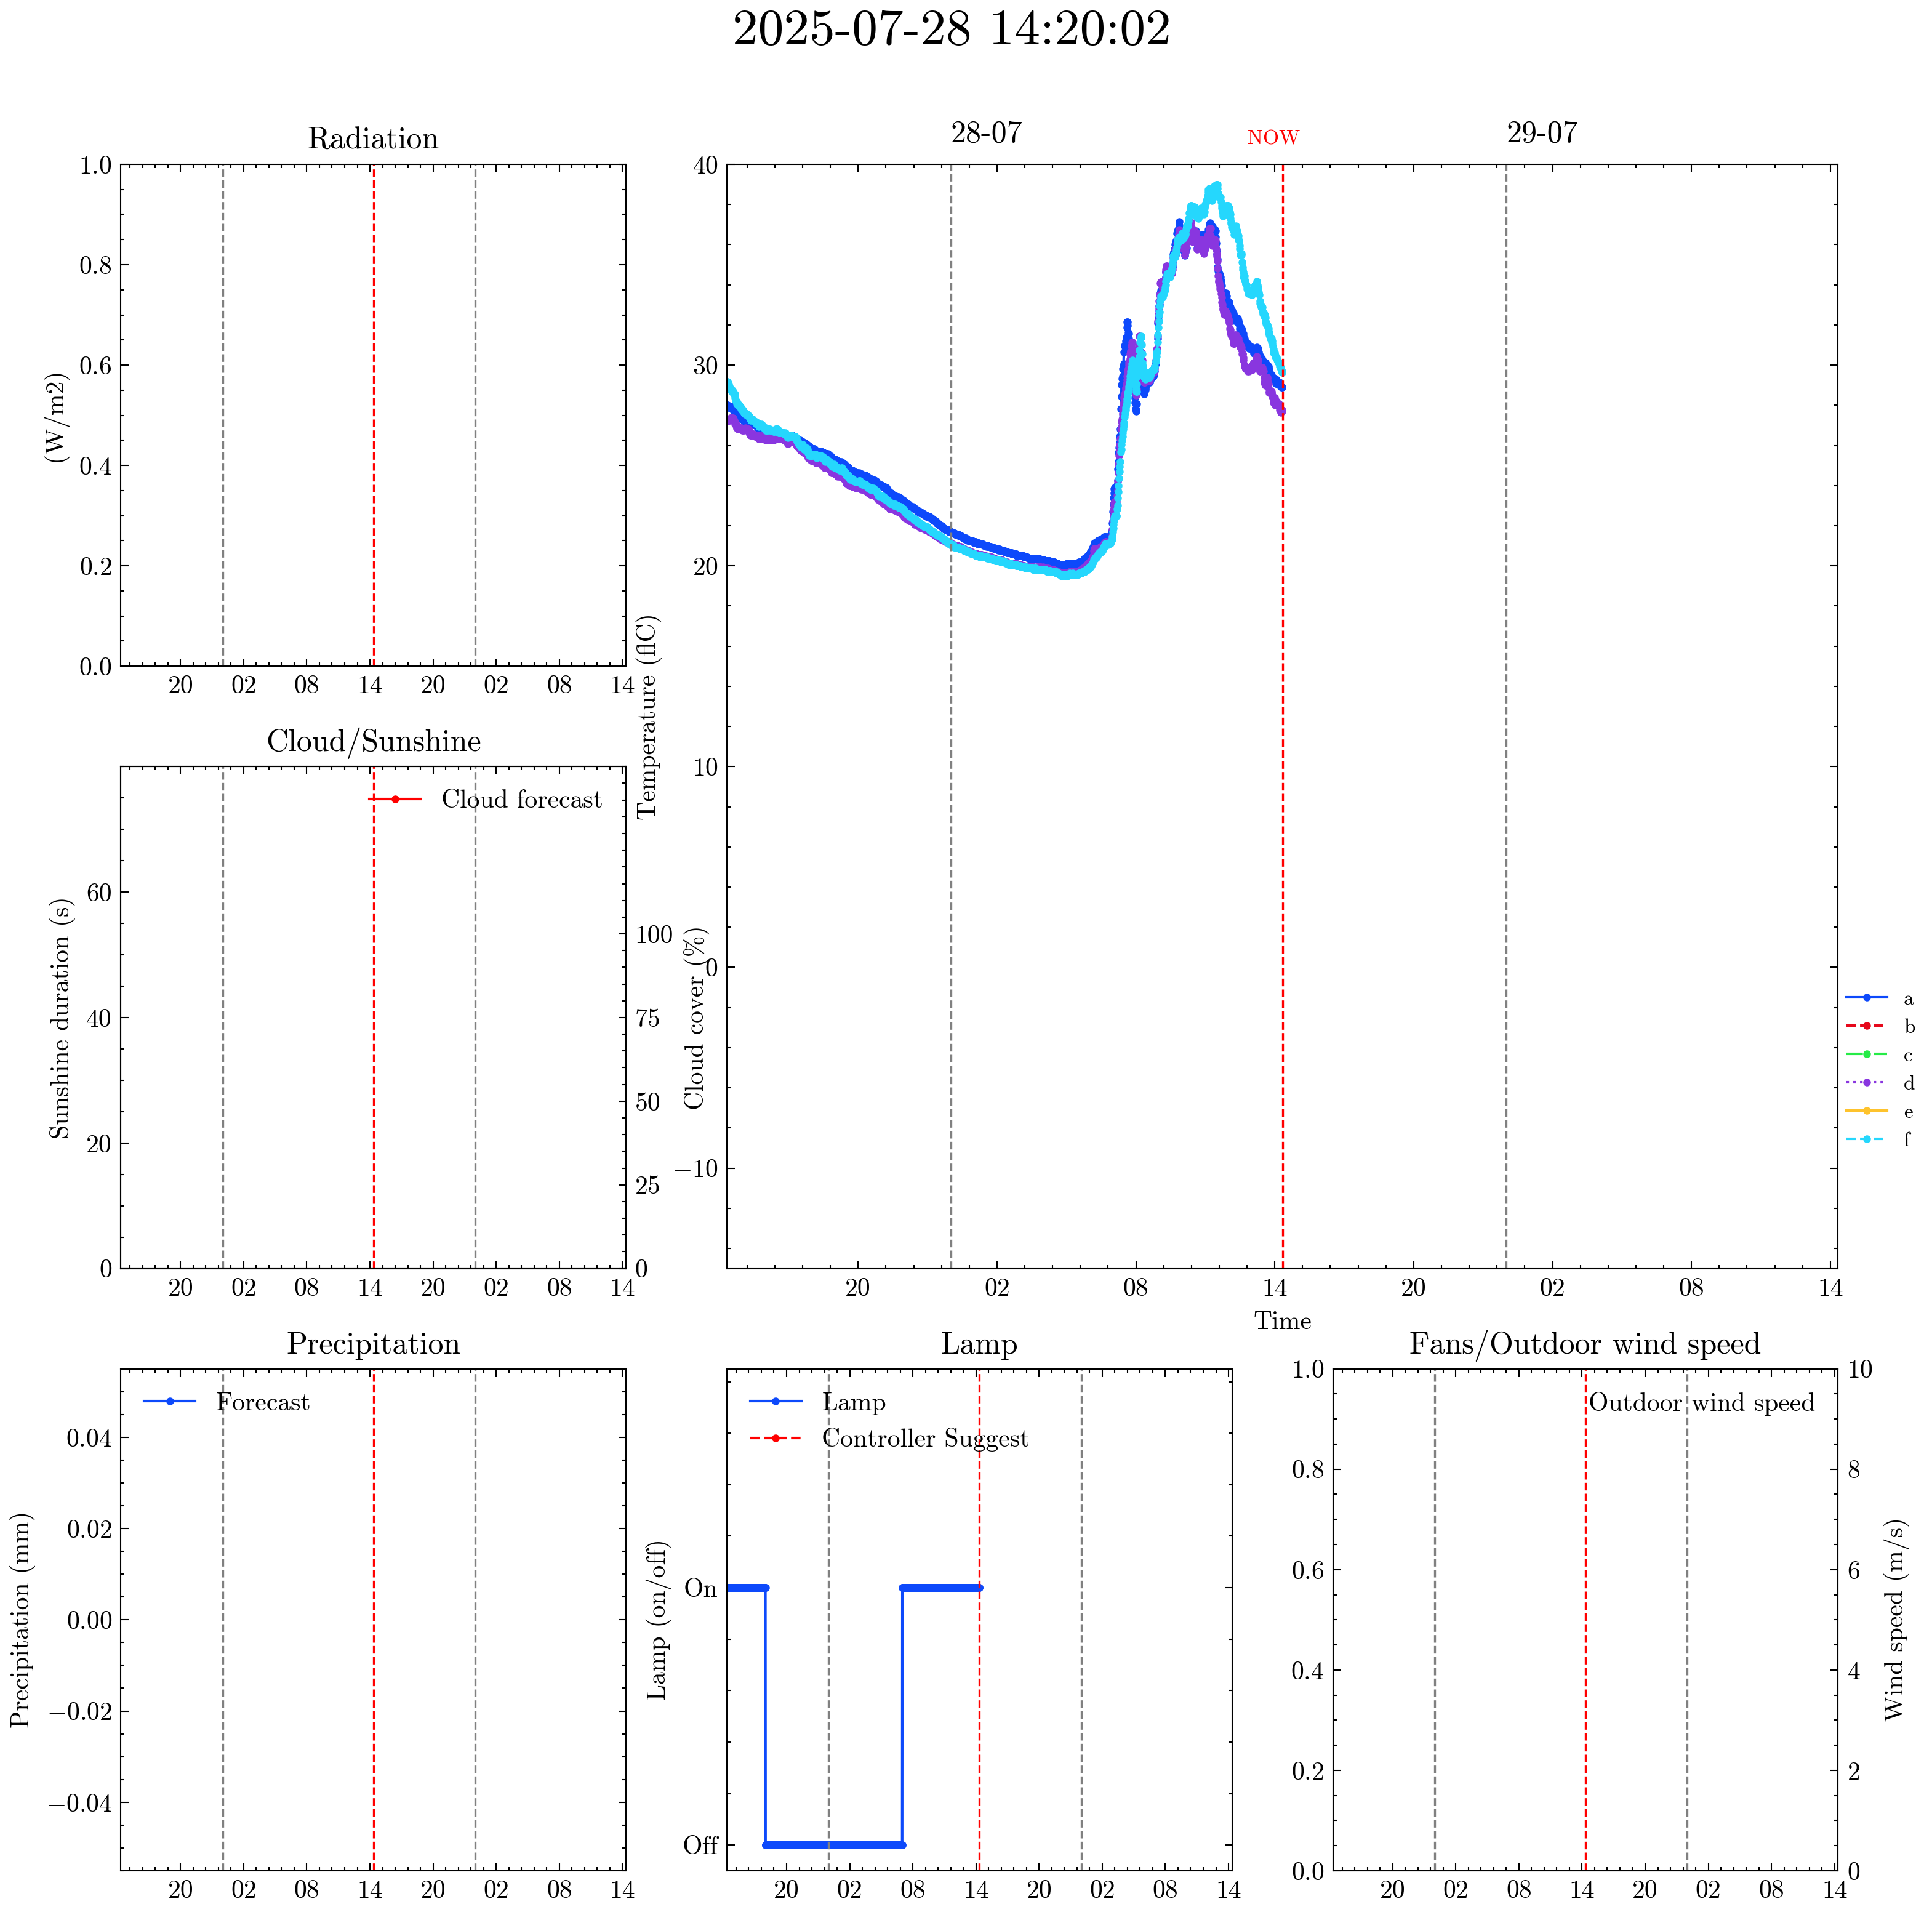 2025-07-28 14:20:02
Radiation
1.0
0.8
0.6
0.4
0.2
0.0
(W/m2)
20 02 08 14 20 02 08 14
28-07 NOW 29-07
40
30
20
10
0
−10
Temperature (flC)
20 02 08 14 20 02 08 14
Time
a
b
c
d
e
f
Cloud/Sunshine
Cloud forecast
60
40
20
0
Sunshine duration (s)
100
75
50
25
0
Cloud cover (%)
20 02 08 14 20 02 08 14
Precipitation
Forecast
0.04
0.02
0.00
−0.02
−0.04
Precipitation (mm)
20 02 08 14 20 02 08 14
Lamp
Lamp
Controller Suggest
On
Off
Lamp (on/off)
20 02 08 14 20 02 08 14
Fans/Outdoor wind speed
Outdoor wind speed
1.0
0.8
0.6
0.4
0.2
0.0
10
8
6
4
2
0
Wind speed (m/s)
20 02 08 14 20 02 08 14